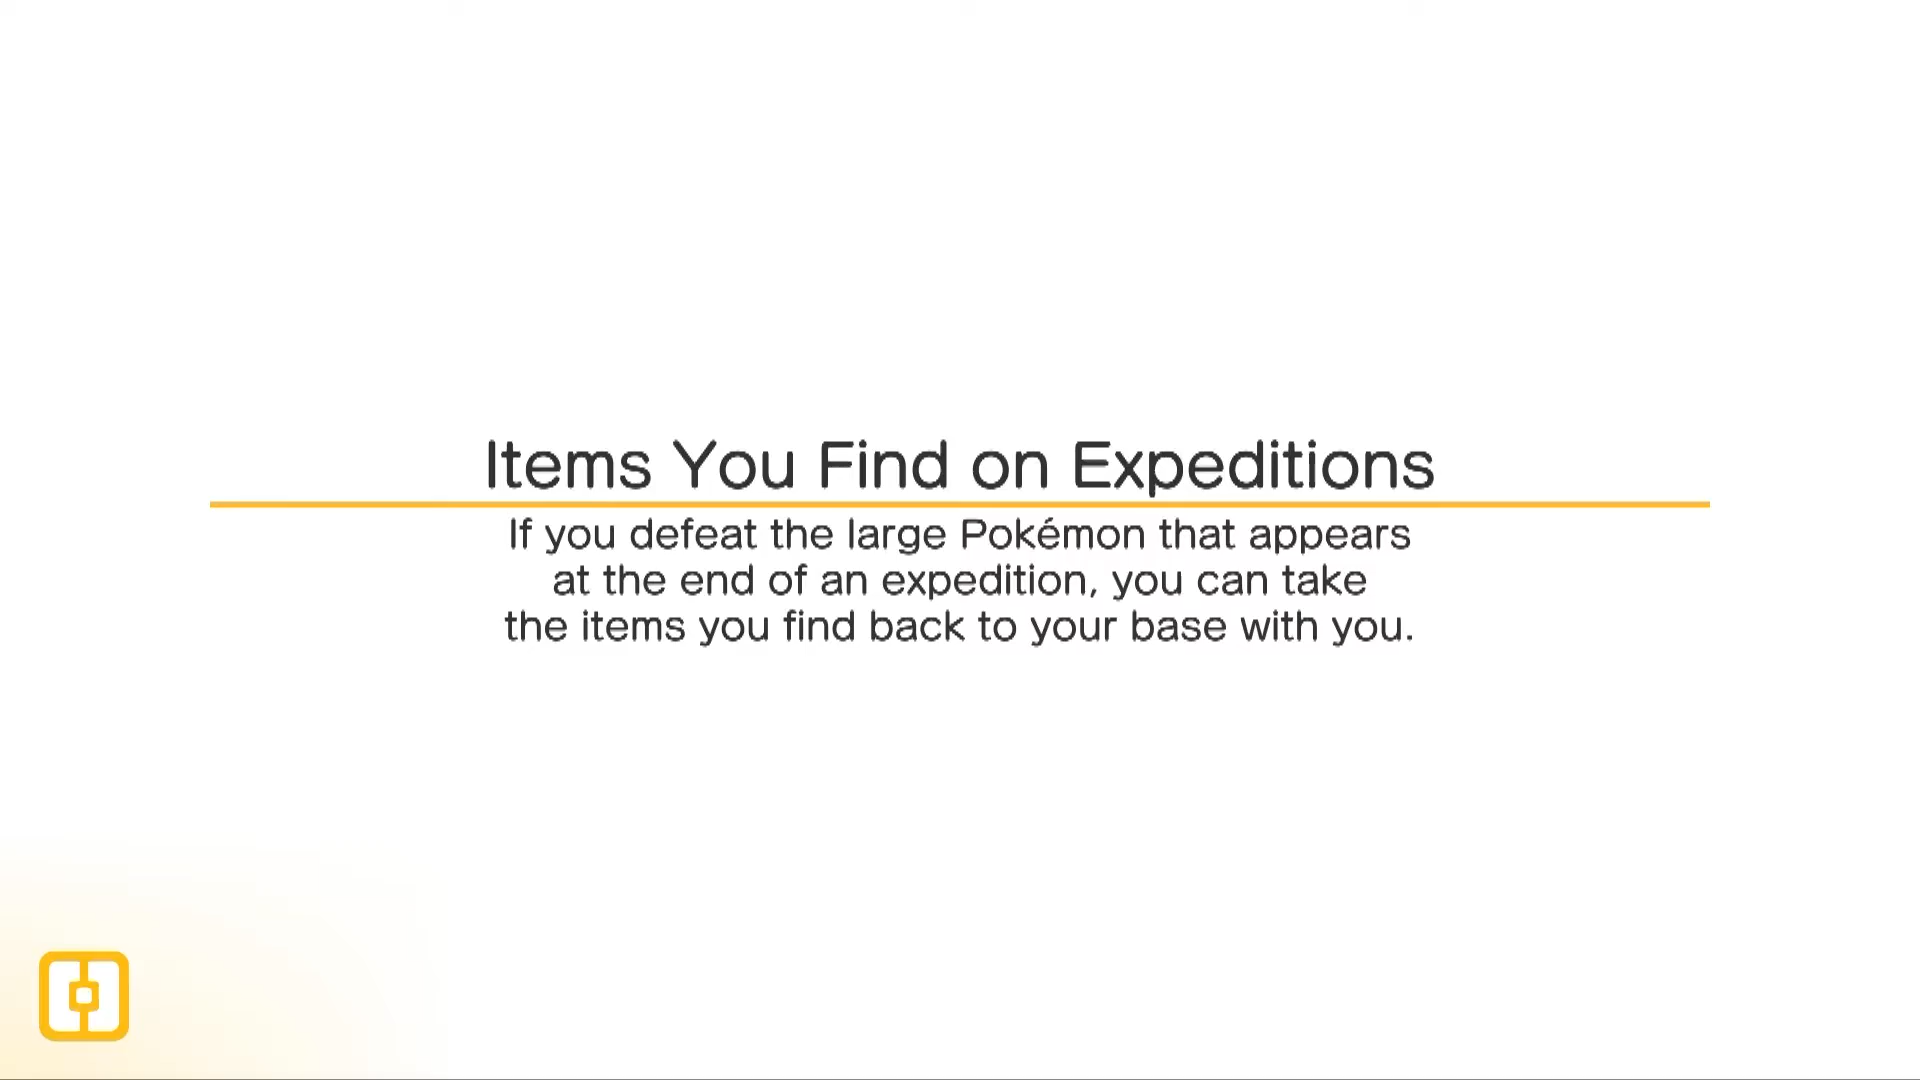 Items You Find on Expeditions
If you defeat the large Pokémon that appears
at the end of an expedition, you can take
the items you find back to your base with you.